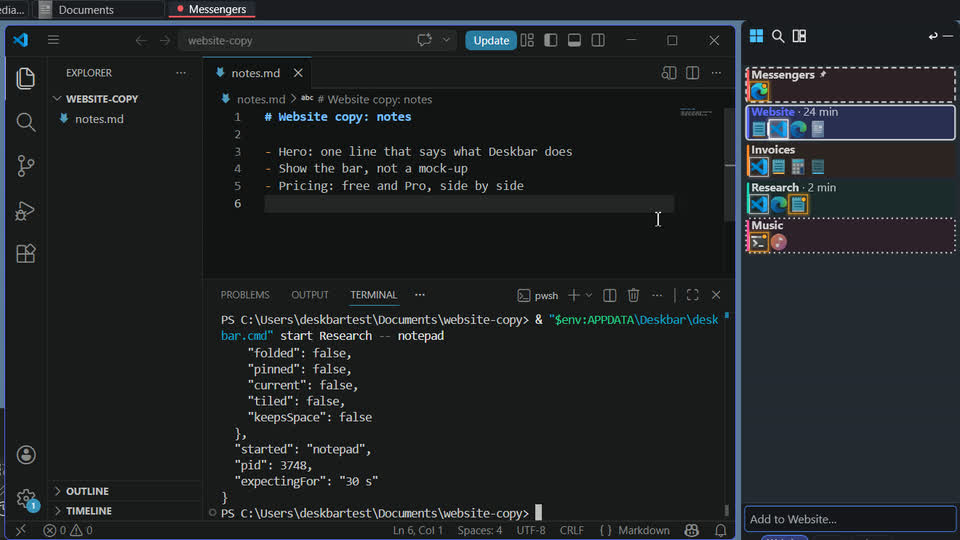 edia...
Documents
Messengers
website-copy
Update
EXPLORER
WEBSITE-COPY
notes.md
OUTLINE
TIMELINE
1
notes.md
notes.md > abc # Website copy: notes
1 # Website copy: notes
2
3 - Hero: one line that says what Deskbar does
4 - Show the bar, not a mock-up
5 - Pricing: free and Pro, side by side
6
PROBLEMS OUTPUT TERMINAL
pwsh
PS C:\Users\deskbartest\Documents\website-copy> & "$env:APPDATA\Deskbar\desk
bar.cmd" start Research -- notepad
"folded": false,
"pinned": false,
"current": false,
"tiled": false,
"keepsSpace": false
},
"started": "notepad",
"pid": 3748,
"expectingFor": "30 s"
}
PS C:\Users\deskbartest\Documents\website-copy>
0 0 Ln 6, Col 1 Spaces: 4 UTF-8 CRLF { } Markdown
Messengers
Website · 24 min
Invoices
Research · 2 min
Music
Add to Website...